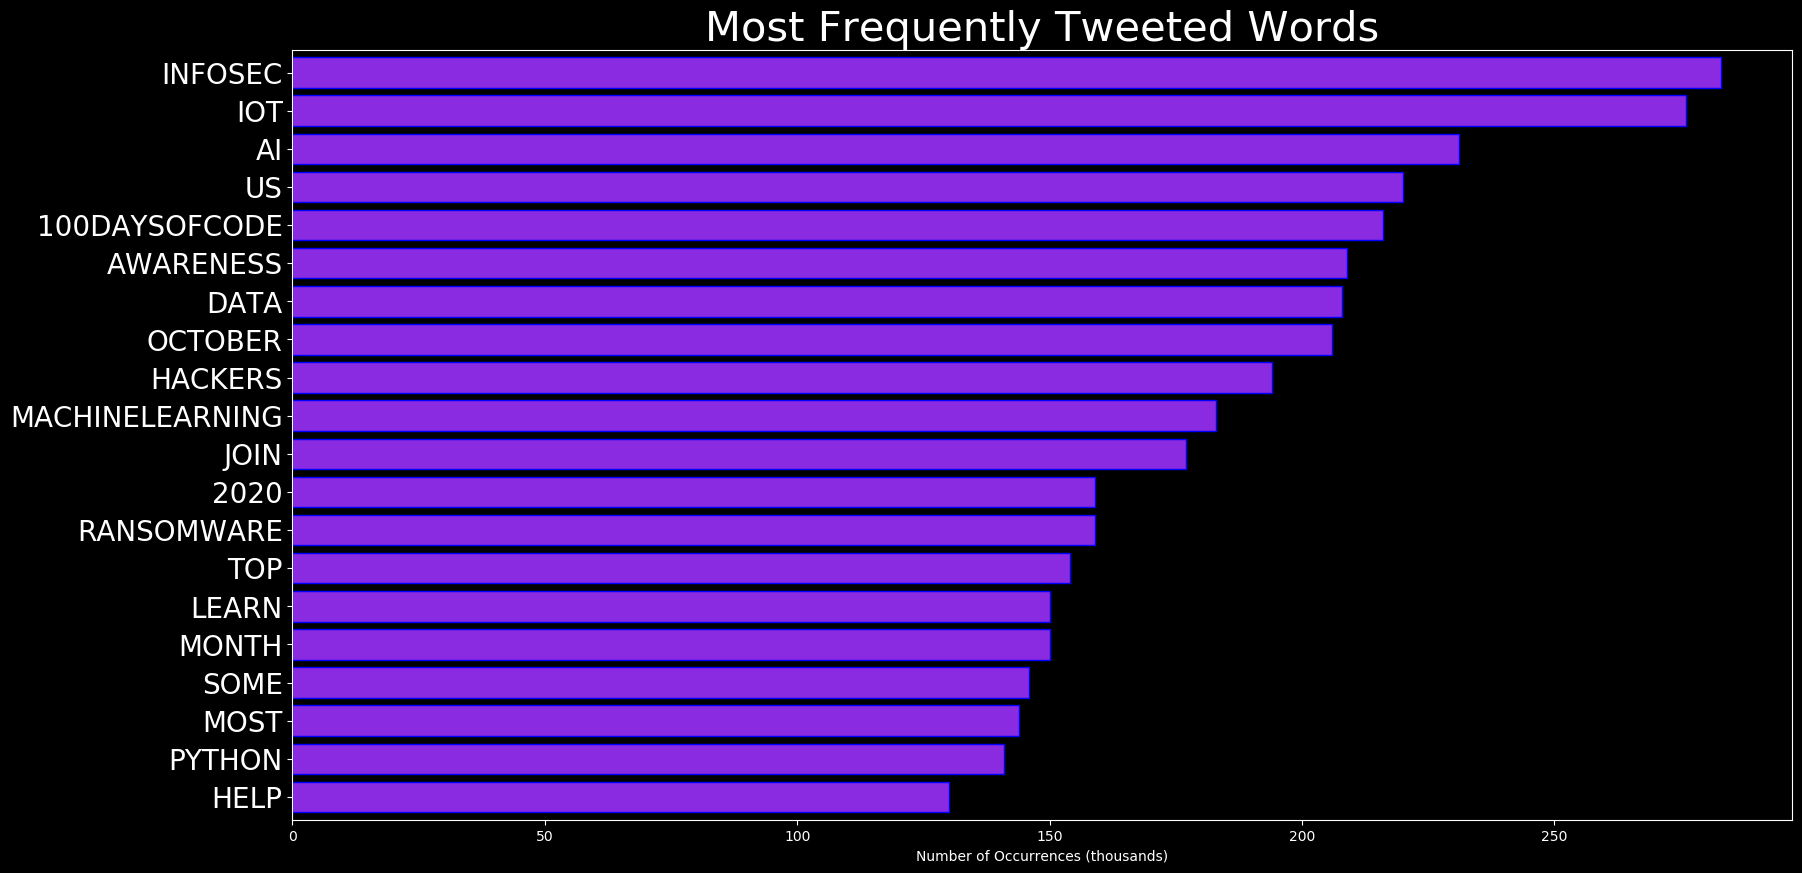 Most Frequently Tweeted Words
INFOSEC
IOT
AI
US
100DAYSOFCODE
AWARENESS
DATA
OCTOBER
HACKERS
MACHINELEARNING
JOIN
2020
RANSOMWARE
TOP
LEARN
MONTH
SOME
MOST
PYTHON
HELP
0 50 100 150 200 250
Number of Occurrences (thousands)